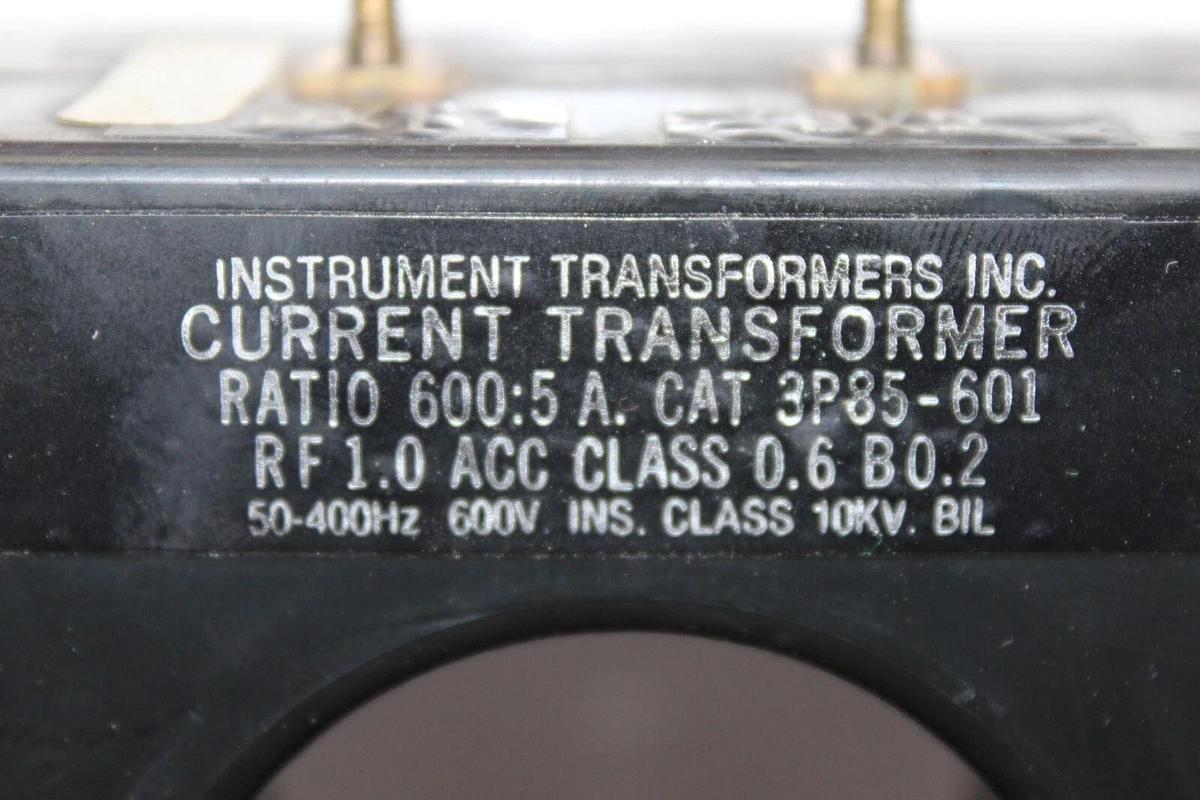 INSTRUMENT TRANSFORMERS INC.
CURRENT TRANSFORMER
RATIO 600:5 A. CAT 3P85-601
RF 1.0 ACC CLASS 0.6 B0.2
50-400Hz 600V. INS. CLASS 10KV. BIL